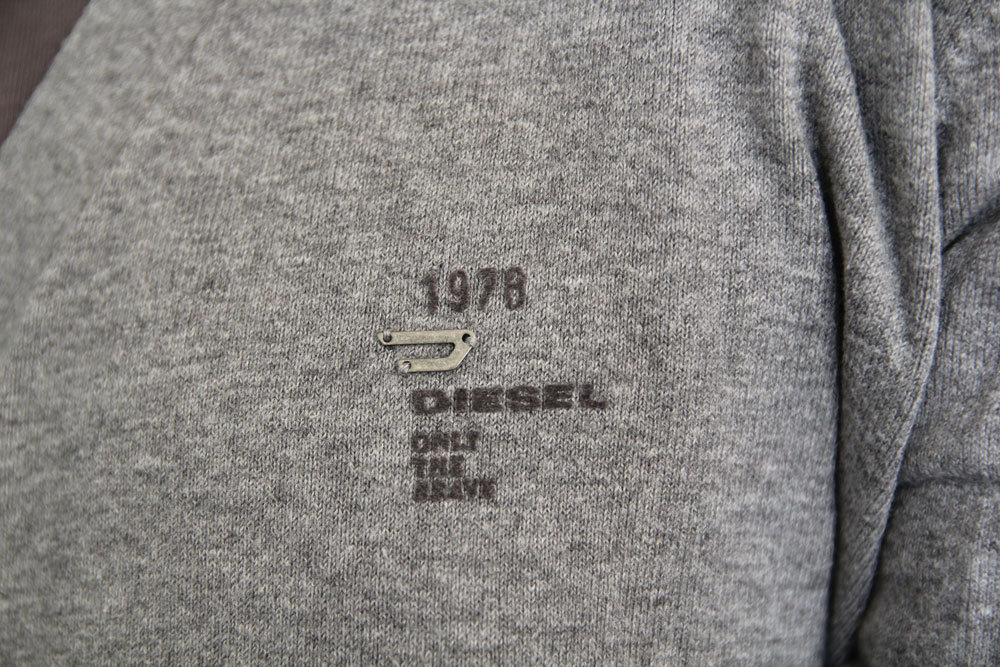 1978
DIESEL
ONLY
THE
BRAVE